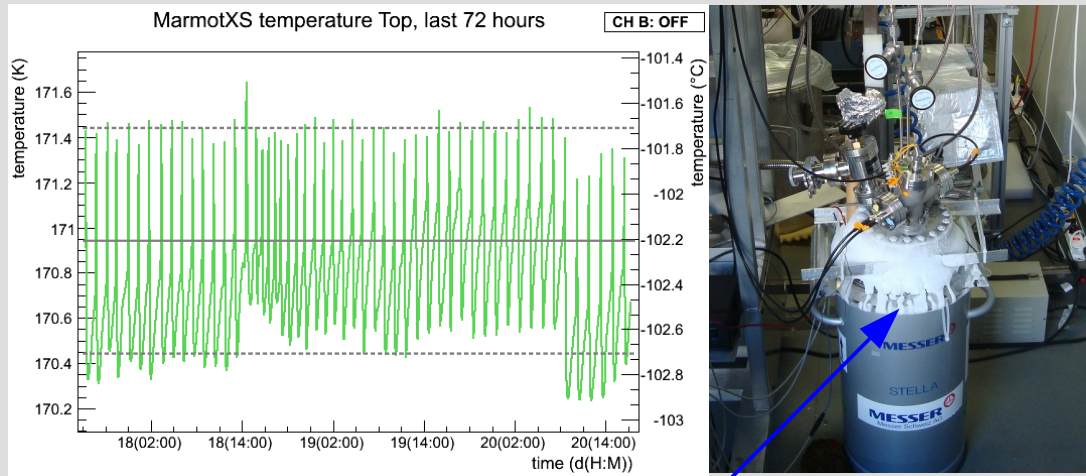 MarmotXS temperature Top, last 72 hours
CH B: OFF
temperature (K)
171.6
171.4
171.2
171
170.8
170.6
170.4
170.2
-101.4
-101.6
-101.8
-102
-102.2
-102.4
-102.6
-102.8
-103
temperature (°C)
18(02:00) 18(14:00) 19(02:00) 19(14:00) 20(02:00) 20(14:00)
time (d(H:M))
MESSER
STELLA
MESSER
Messer Schweiz AG